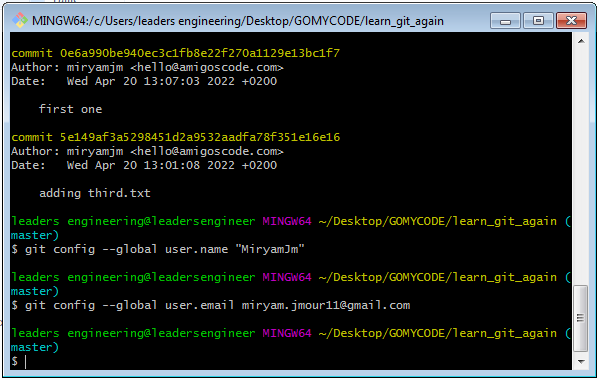 MINGW64:/c/Users/leaders engineering/Desktop/GOMYCODE/learn_git_again
commit 0e6a990be940ec3c1fb8e22f270a1129e13bc1f7
Author: miryamjm <hello@amigoscode.com>
Date:   Wed Apr 20 13:07:03 2022 +0200
    first one
commit 5e149af3a5298451d2a9532aadfa78f351e16e16
Author: miryamjm <hello@amigoscode.com>
Date:   Wed Apr 20 13:01:08 2022 +0200
    adding third.txt
leaders engineering@leadersengineer MINGW64 ~/Desktop/GOMYCODE/learn_git_again (
master)
$ git config --global user.name "MiryamJm"
leaders engineering@leadersengineer MINGW64 ~/Desktop/GOMYCODE/learn_git_again (
master)
$ git config --global user.email miryam.jmour11@gmail.com
leaders engineering@leadersengineer MINGW64 ~/Desktop/GOMYCODE/learn_git_again (
master)
$